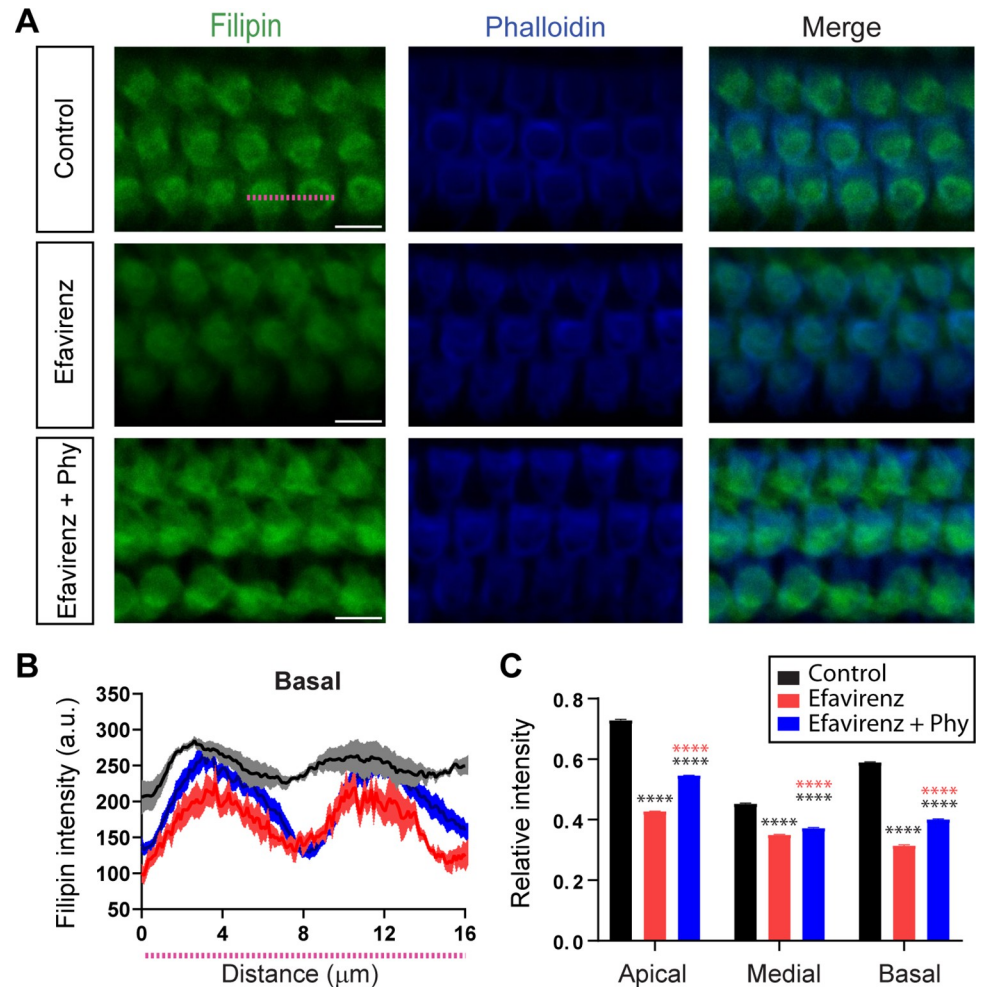 A
Filipin
Phalloidin
Merge
Control
Efavirenz
Efavirenz + Phy
B
Basal
Filipin intensity (a.u.)
350
300
250
200
150
100
50
0
4
8
12
16
Distance (μm)
C
Control
Efavirenz
Efavirenz + Phy
Relative intensity
0.8
0.6
0.4
0.2
0.0
****
****
****
****
****
****
****
****
****
Apical
Medial
Basal